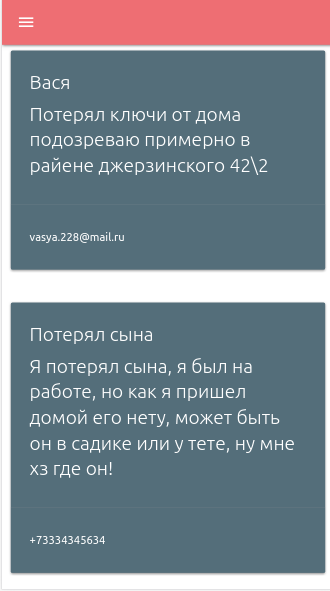 Вася
Потерял ключи от дома
подозреваю примерно в
райене джерзинского 42\2
vasya.228@mail.ru
Потерял сына
Я потерял сына, я был на
работе, но как я пришел
домой его нету, может быть
он в садике или у тете, ну мне
хз где он!
+73334345634